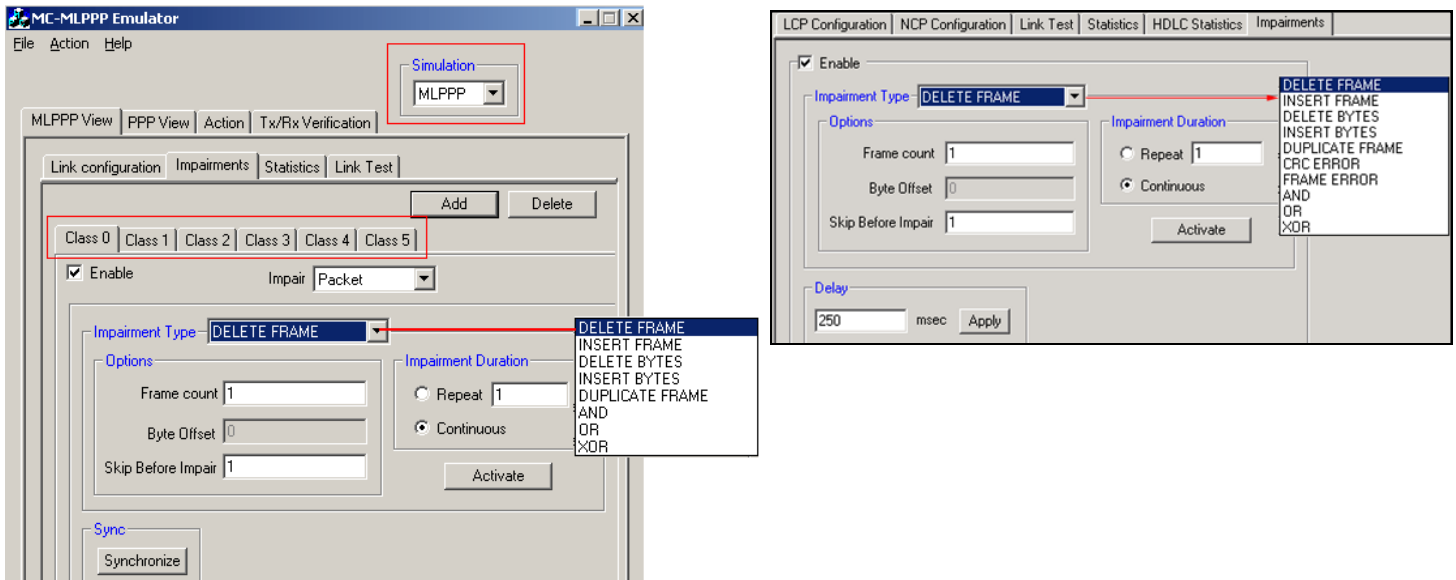 MC-MLPPP Emulator
File Action Help
Simulation
MLPPP
MLPPP View PPP View Action Tx/Rx Verification
Link configuration Impairments Statistics Link Test
Add Delete
Class 0 Class 1 Class 2 Class 3 Class 4 Class 5
Enable Impair Packet
Impairment Type DELETE FRAME
Options
Frame count 1
Byte Offset 0
Skip Before Impair 1
Impairment Duration
Repeat 1
Continuous
Activate
DELETE FRAME
INSERT FRAME
DELETE BYTES
INSERT BYTES
DUPLICATE FRAME
AND
OR
XOR
Sync
Synchronize
LCP Configuration NCP Configuration Link Test Statistics HDLC Statistics Impairments
Enable
Impairment Type DELETE FRAME
Options
Frame count 1
Byte Offset 0
Skip Before Impair 1
Impairment Duration
Repeat 1
Continuous
Activate
DELETE FRAME
INSERT FRAME
DELETE BYTES
INSERT BYTES
DUPLICATE FRAME
CRC ERROR
FRAME ERROR
AND
OR
XOR
Delay
250 msec Apply